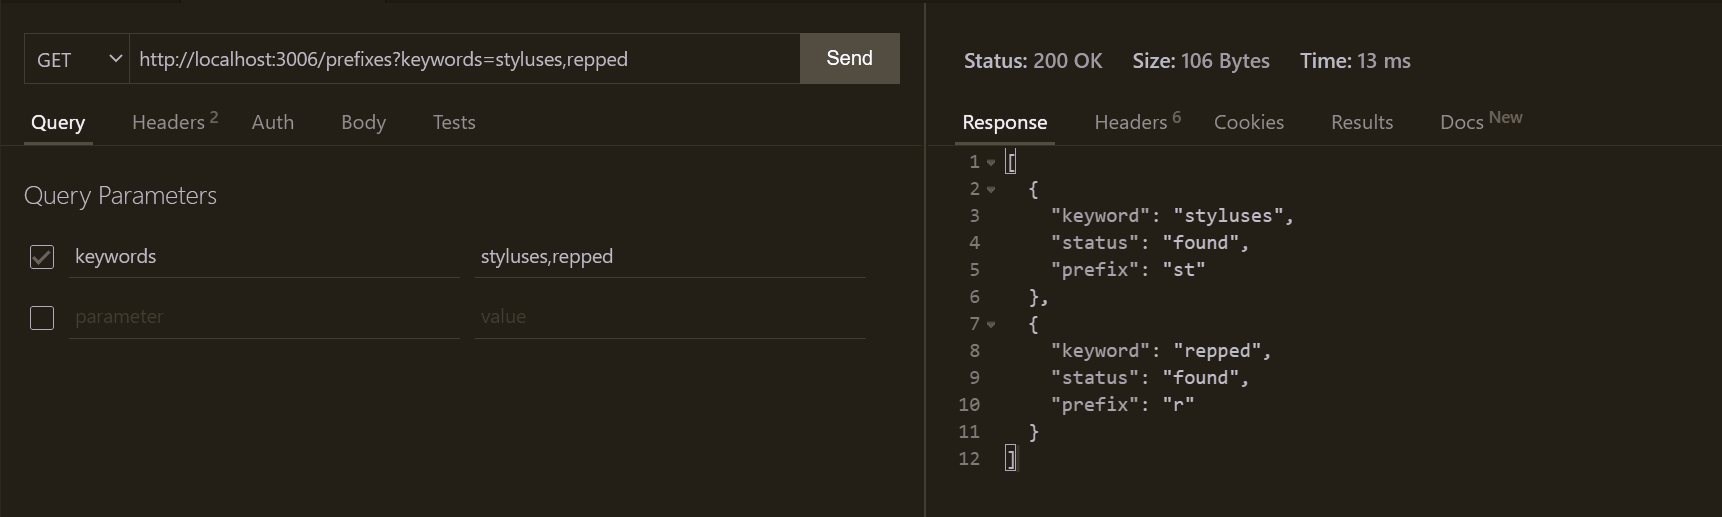 GET http://localhost:3006/prefixes?keywords=styluses,repped Send
Query Headers 2 Auth Body Tests
Query Parameters
keywords styluses,repped
parameter value
Status: 200 OK Size: 106 Bytes Time: 13 ms
Response Headers 6 Cookies Results Docs New
1 [
2 {
3 "keyword": "styluses",
4 "status": "found",
5 "prefix": "st"
6 },
7 {
8 "keyword": "repped",
9 "status": "found",
10 "prefix": "r"
11 }
12 ]